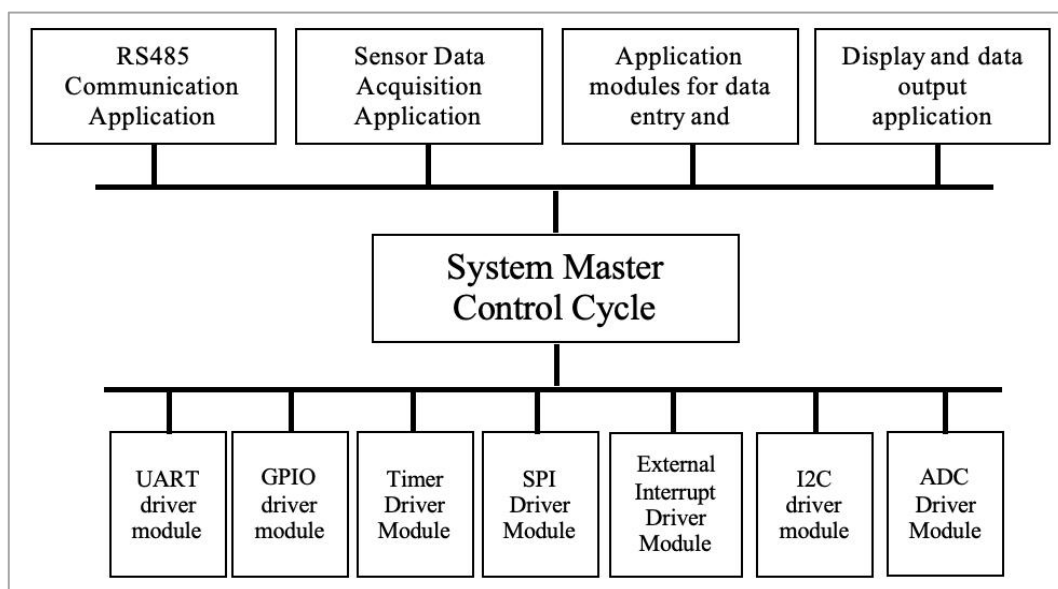 RS485
Communication
Application
Sensor Data
Acquisition
Application
Application
modules for data
entry and
Display and data
output
application
System Master
Control Cycle
UART
driver
module
GPIO
driver
module
Timer
Driver
Module
SPI
Driver
Module
External
Interrupt
Driver
Module
I2C
driver
module
ADC
Driver
Module